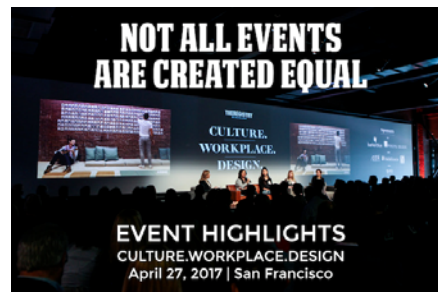 NOT ALL EVENTS
ARE CREATED EQUAL
CULTURE.
WORKPLACE.
DESIGN.
EVENT HIGHLIGHTS
CULTURE.WORKPLACE.DESIGN
April 27, 2017 | San Francisco